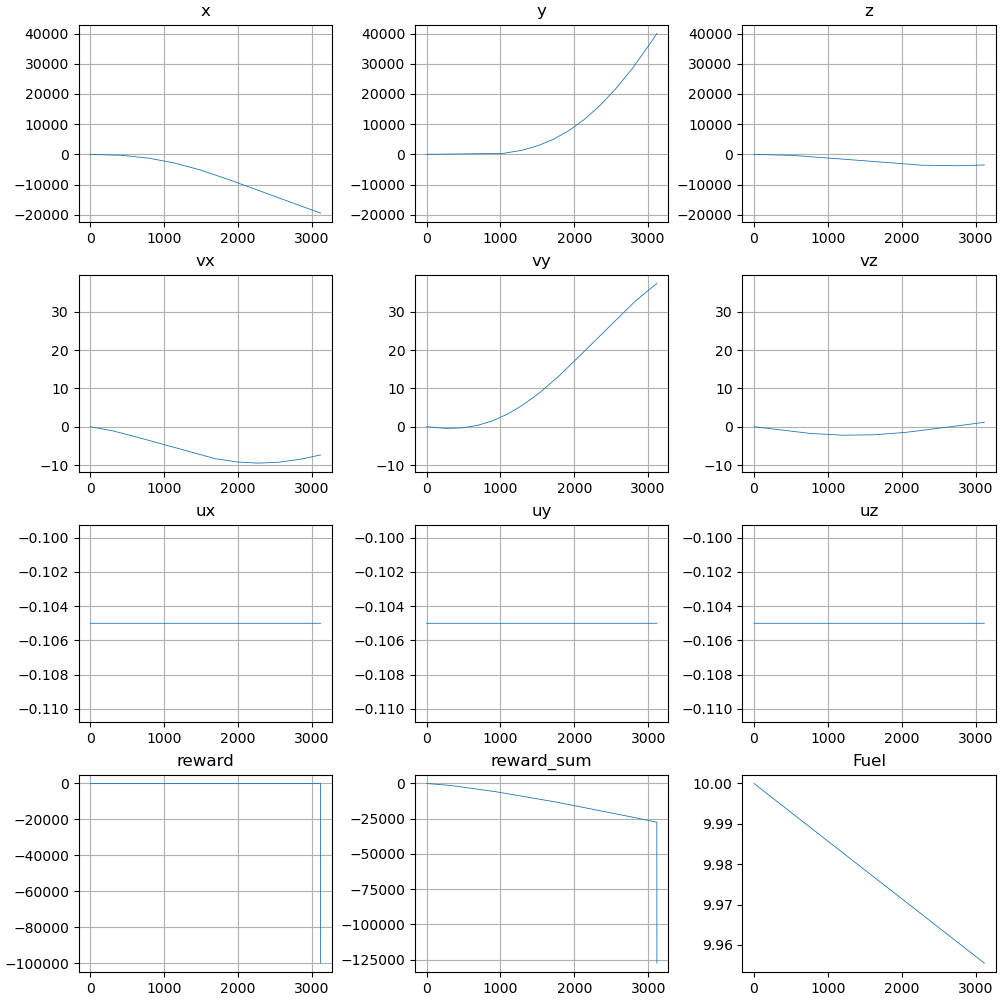 x y z
40000 40000 40000
30000 30000 30000
20000 20000 20000
10000 10000 10000
0 0 0
−10000 −10000 −10000
−20000 −20000 −20000
0 1000 2000 3000 0 1000 2000 3000 0 1000 2000 3000
vx vy vz
30 30 30
20 20 20
10 10 10
0 0 0
−10 −10 −10
0 1000 2000 3000 0 1000 2000 3000 0 1000 2000 3000
ux uy uz
−0.100 −0.100 −0.100
−0.102 −0.102 −0.102
−0.104 −0.104 −0.104
−0.106 −0.106 −0.106
−0.108 −0.108 −0.108
−0.110 −0.110 −0.110
0 1000 2000 3000 0 1000 2000 3000 0 1000 2000 3000
reward reward_sum Fuel
0 0 10.00
−20000 −25000 9.99
−40000 −50000 9.98
−60000 −75000 9.97
−80000 −100000 9.96
−100000 −125000
0 1000 2000 3000 0 1000 2000 3000 0 1000 2000 3000